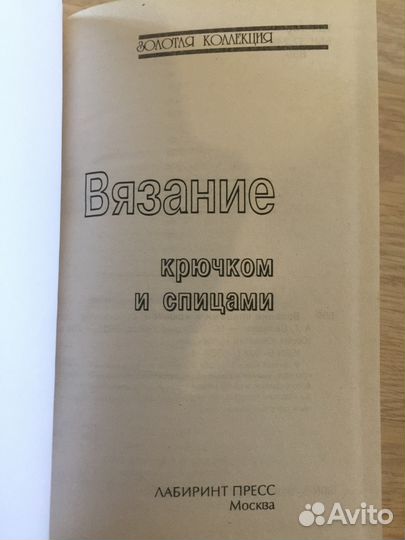 ЗОЛОТАЯ КОЛЛЕКЦИЯ
Вязание
крючком
и спицами
ЛАБИРИНТ ПРЕСС
Москва
Avito